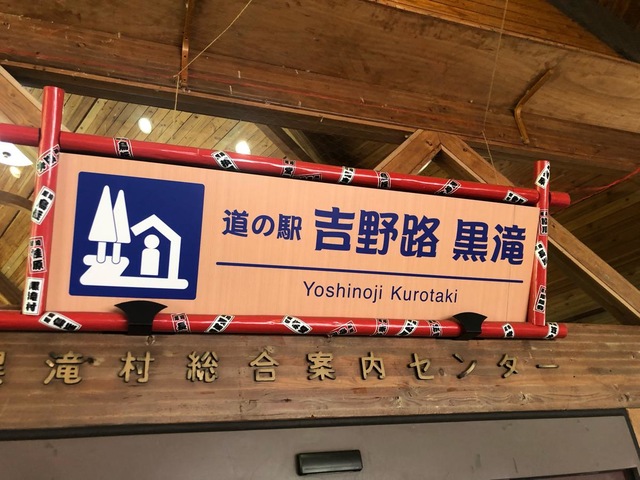 道の駅 吉野路 黒滝
Yoshinoji Kurotaki
黒滝村総合案内センター